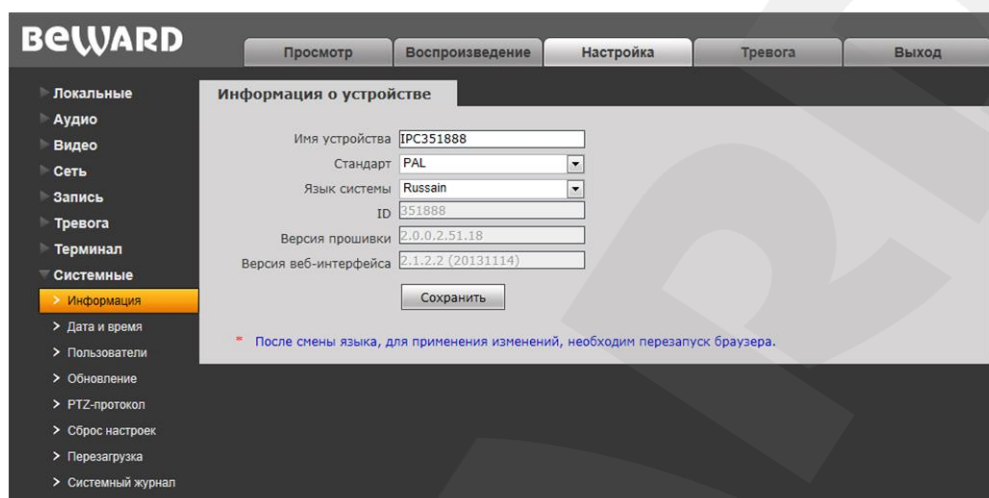 BEWARD
Просмотр Воспроизведение Настройка Тревога Выход
Локальные
Аудио
Видео
Сеть
Запись
Тревога
Терминал
Системные
Информация
Дата и время
Пользователи
Обновление
PTZ-протокол
Сброс настроек
Перезагрузка
Системный журнал
Информация о устройстве
Имя устройства IPC351888
Стандарт PAL
Язык системы Russain
ID 351888
Версия прошивки 2.0.0.2.51.18
Версия веб-интерфейса 2.1.2.2 (20131114)
Сохранить
* После смены языка, для применения изменений, необходим перезапуск браузера.